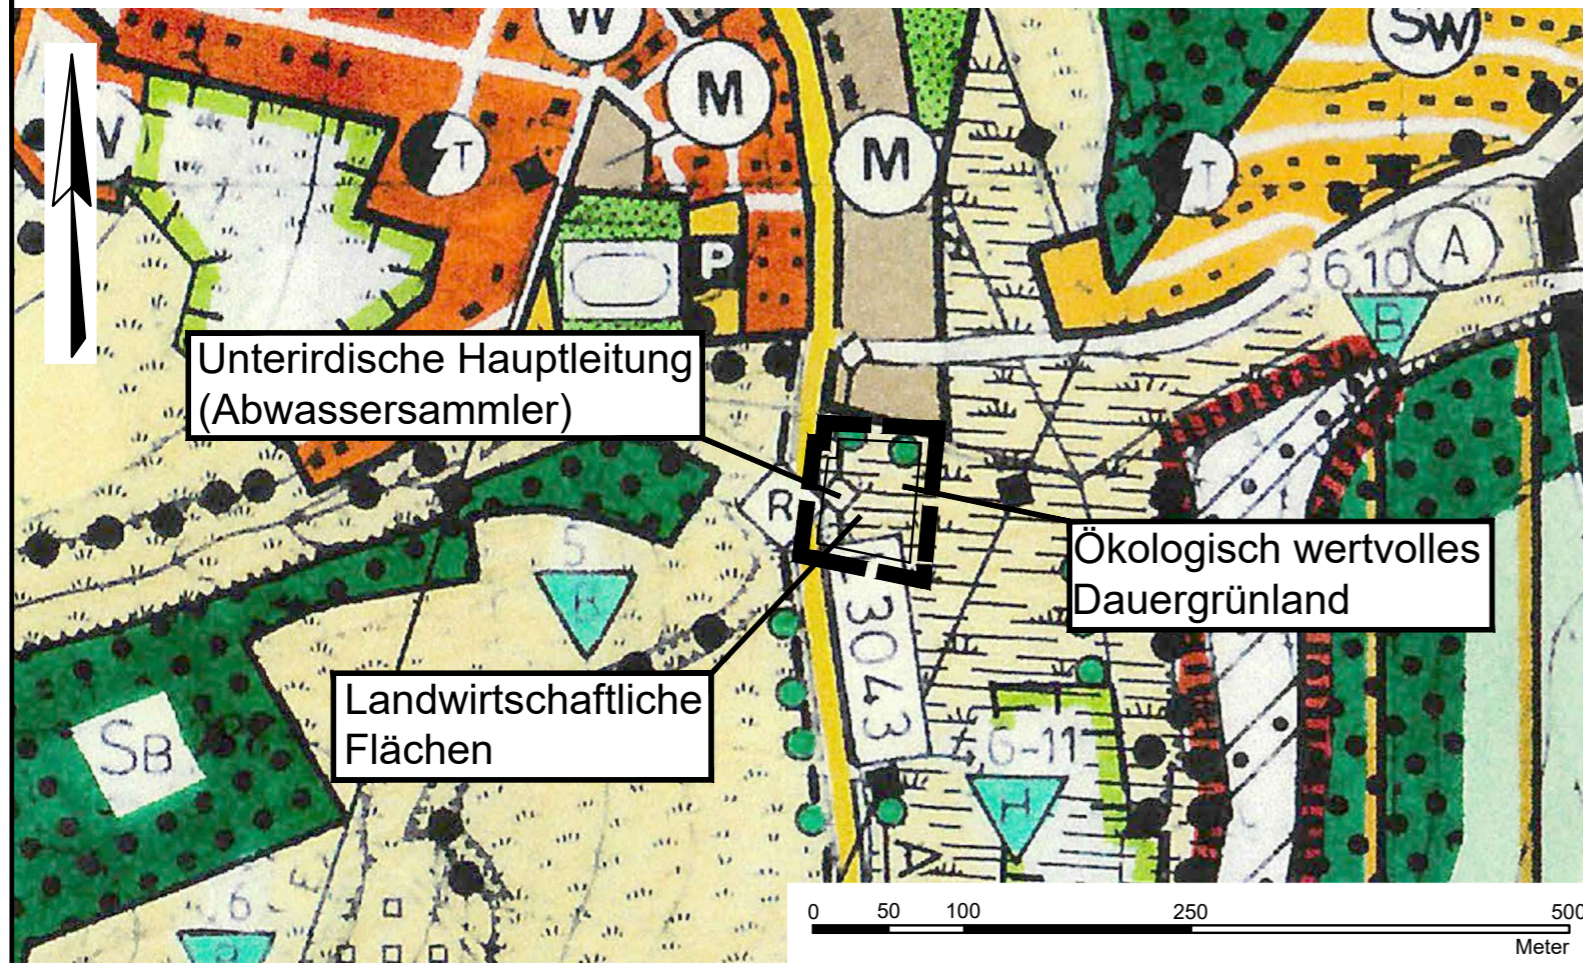 W
M
SW
V
T
M
T
P
A
3610
B
Unterirdische Hauptleitung
(Abwassersammler)
R
5
Ökologisch wertvolles
Dauergrünland
3043
Landwirtschaftliche
Flächen
SB
6-11
H
A
6
0 50 100 250 500
Meter